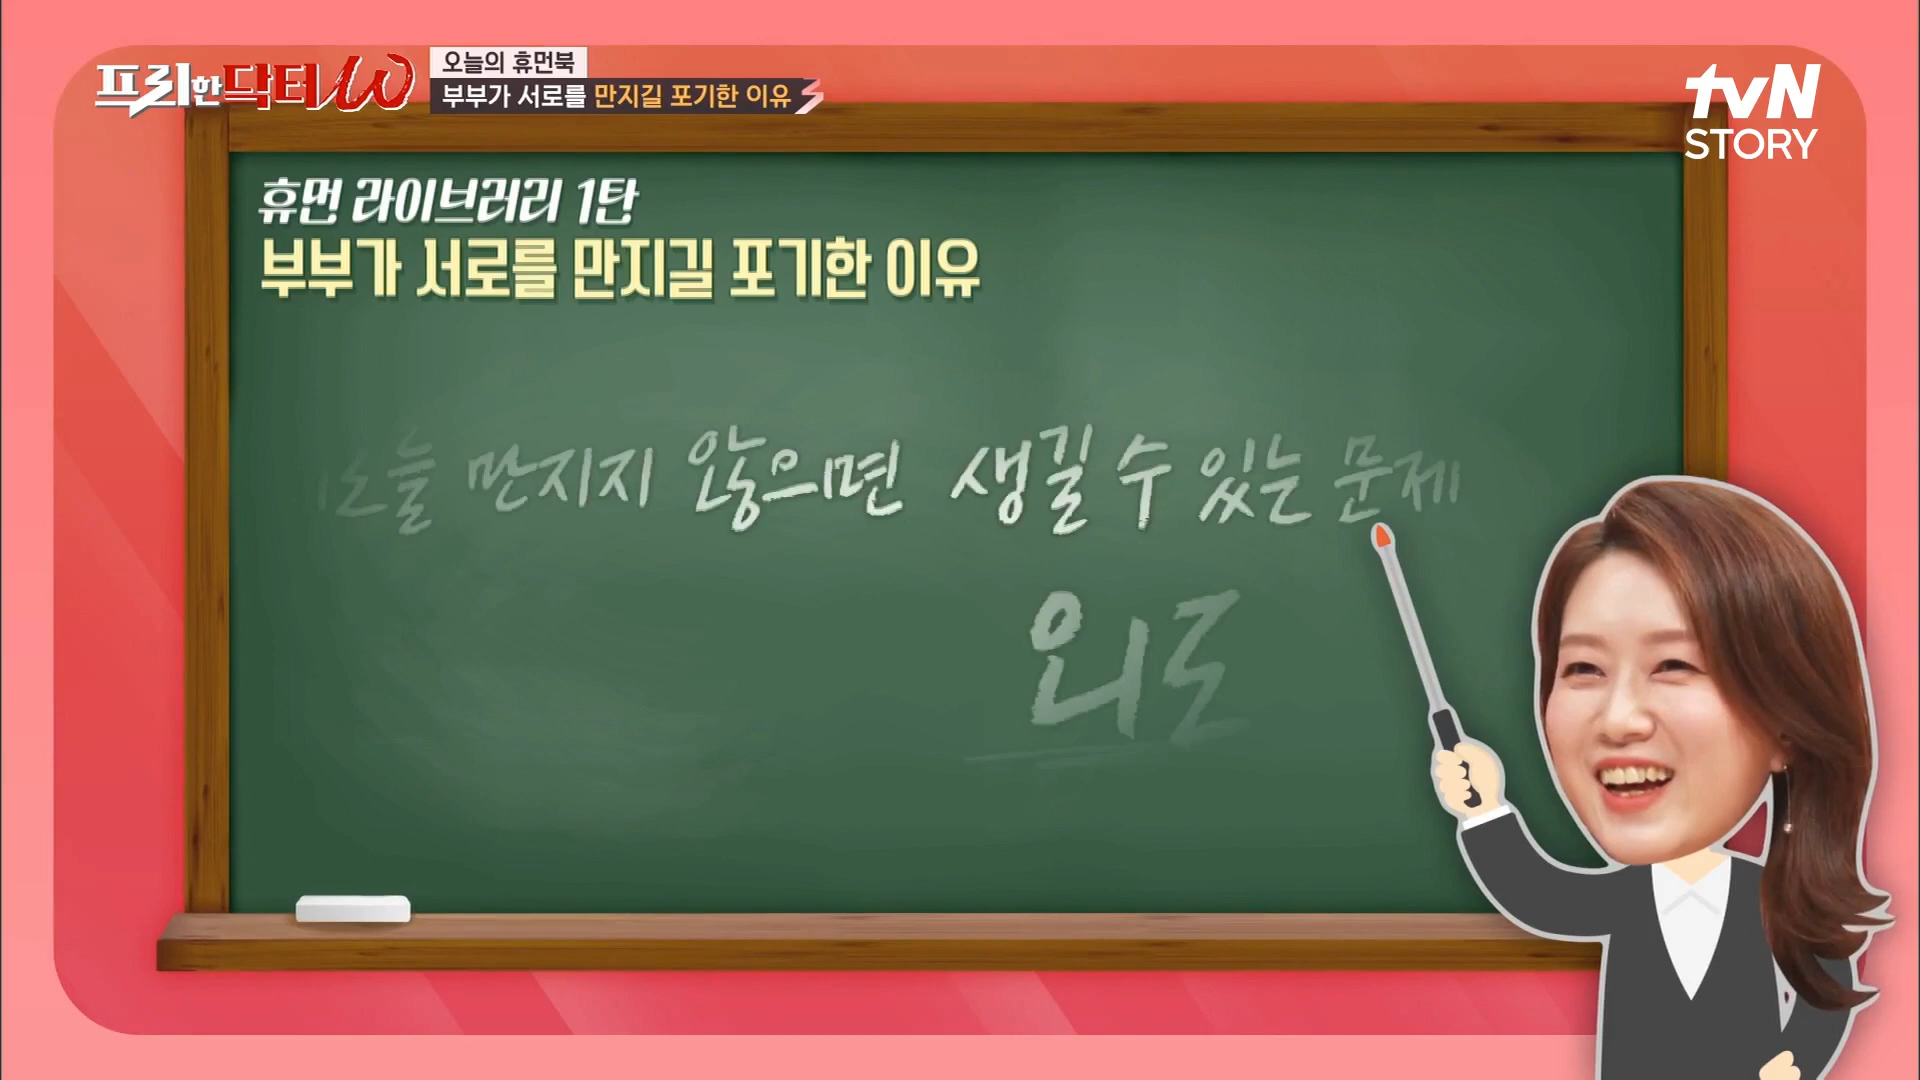 프리한닥터W
오늘의 휴먼북
부부가 서로를 만지길 포기한 이유
tvN
STORY
휴먼 라이브러리 1탄
부부가 서로를 만지길 포기한 이유
오늘 만지지 않으면 생길 수 있는 문제
외도